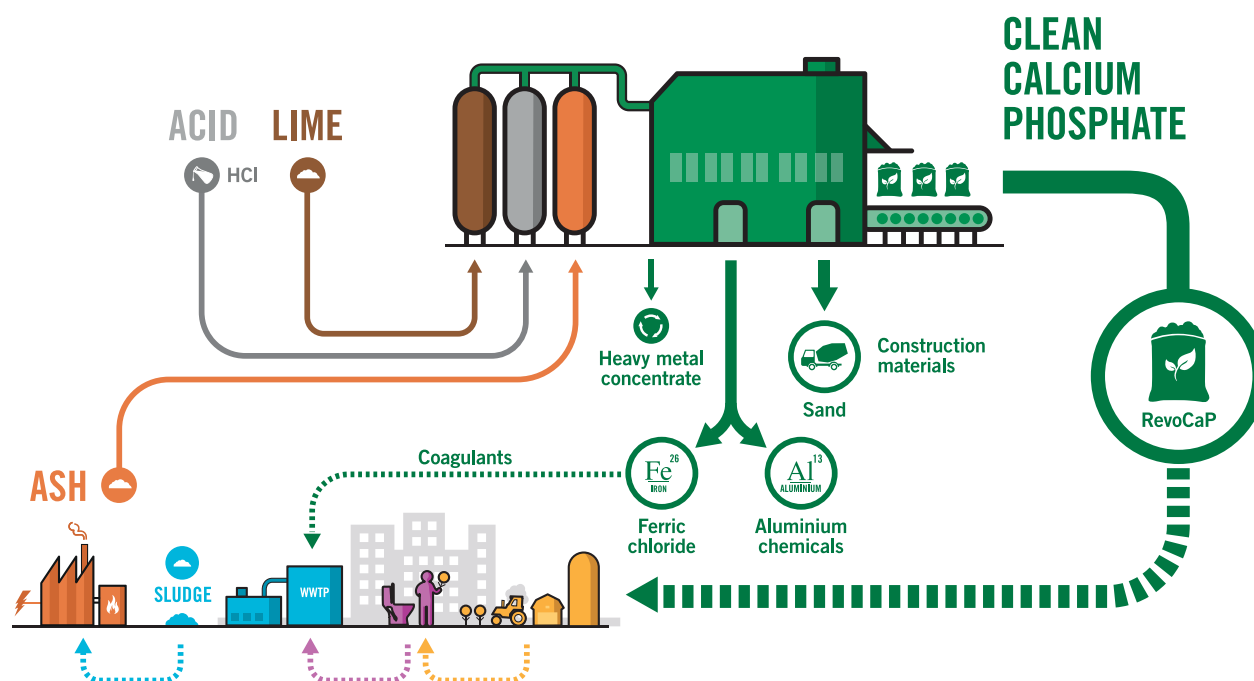 CLEAN
CALCIUM
PHOSPHATE
ACID
LIME
HCl
Heavy metal
concentrate
Construction
materials
Sand
RevoCaP
Coagulants
Fe 26
IRON
Al 13
ALUMINIUM
ASH
Ferric
chloride
Aluminium
chemicals
SLUDGE
WWTP